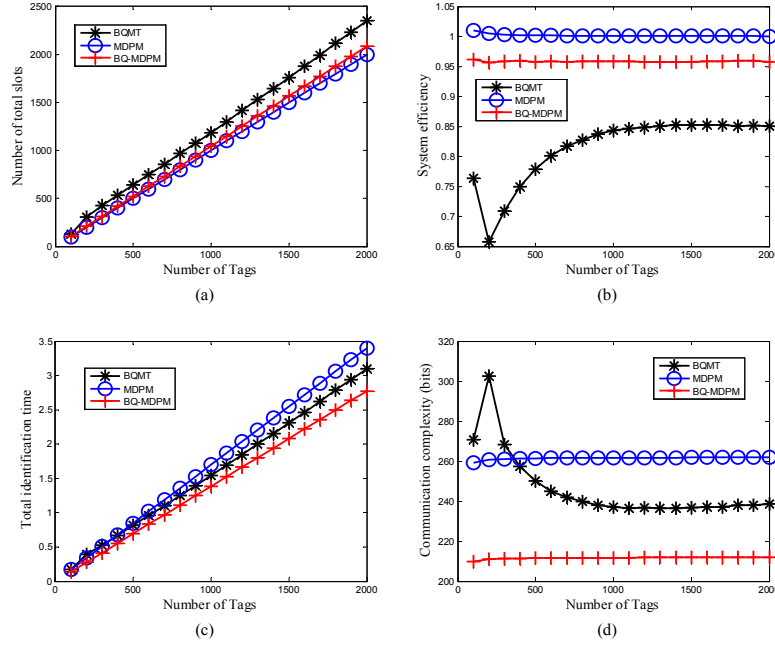 2500
2000
1500
1000
500
0
Number of total slots
BQMT
MDPM
BQ-MDPM
0
500
1000
1500
2000
Number of Tags
(a)
1.05
1
0.95
0.9
0.85
0.8
0.75
0.7
0.65
System efficiency
BQMT
MDPM
BQ-MDPM
0
500
1000
1500
2000
Number of Tags
(b)
3.5
3
2.5
2
1.5
1
0.5
0
Total identification time
BQMT
MDPM
BQ-MDPM
0
500
1000
1500
2000
Number of Tags
(c)
320
300
280
260
240
220
200
Communication complexity (bits)
BQMT
MDPM
BQ-MDPM
0
500
1000
1500
2000
Number of Tags
(d)